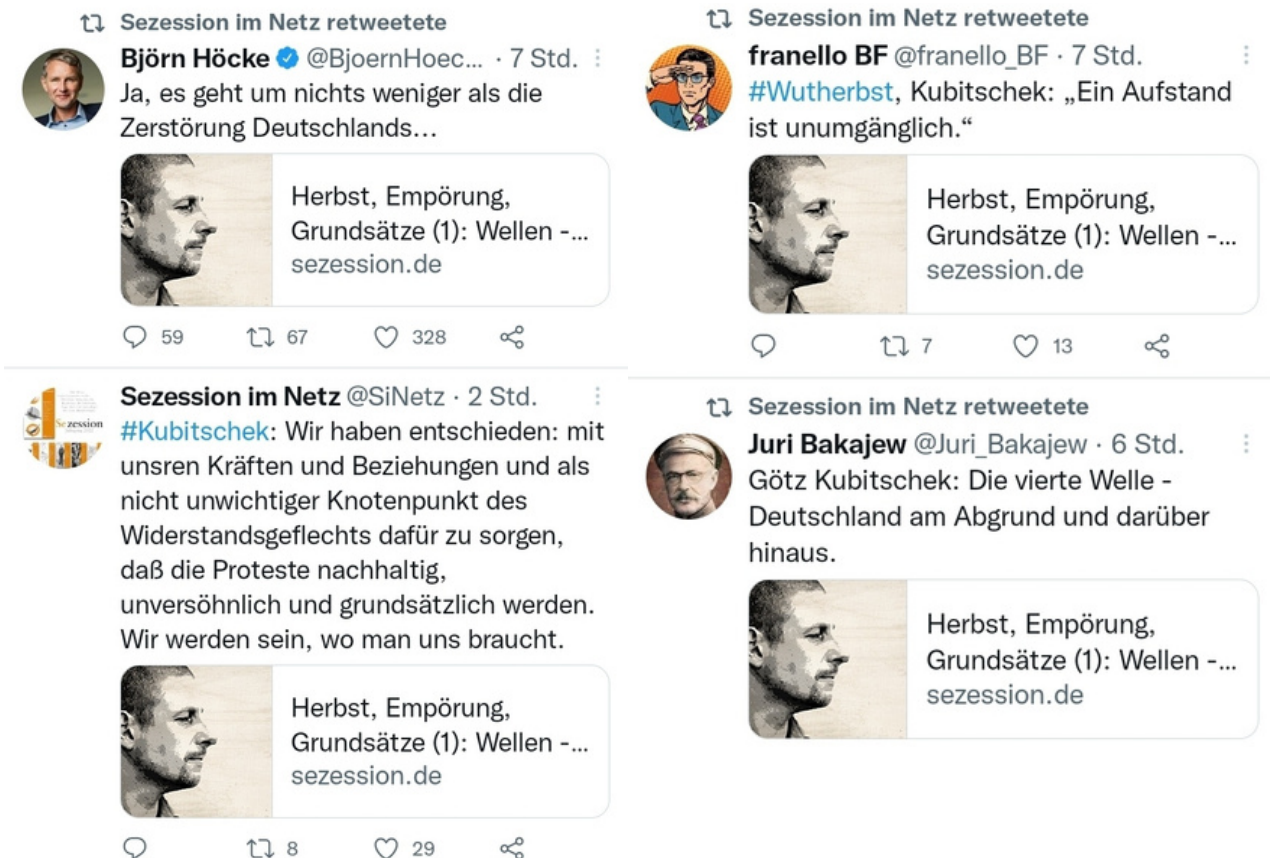 Sezession im Netz retweetete
Björn Höcke @BjoernHoec... · 7 Std.
Ja, es geht um nichts weniger als die
Zerstörung Deutschlands...
Herbst, Empörung,
Grundsätze (1): Wellen -...
sezession.de
59 67 328
Sezession im Netz @SiNetz · 2 Std.
#Kubitschek: Wir haben entschieden: mit
unsren Kräften und Beziehungen und als
nicht unwichtiger Knotenpunkt des
Widerstandsgeflechts dafür zu sorgen,
daß die Proteste nachhaltig,
unversöhnlich und grundsätzlich werden.
Wir werden sein, wo man uns braucht.
Sezession
Herbst, Empörung,
Grundsätze (1): Wellen -...
sezession.de
8 29
Sezession im Netz retweetete
franello BF @franello_BF · 7 Std.
#Wutherbst, Kubitschek: „Ein Aufstand
ist unumgänglich.“
Herbst, Empörung,
Grundsätze (1): Wellen -...
sezession.de
7 13
Sezession im Netz retweetete
Juri Bakajew @Juri_Bakajew · 6 Std.
Götz Kubitschek: Die vierte Welle -
Deutschland am Abgrund und darüber
hinaus.
Herbst, Empörung,
Grundsätze (1): Wellen -...
sezession.de